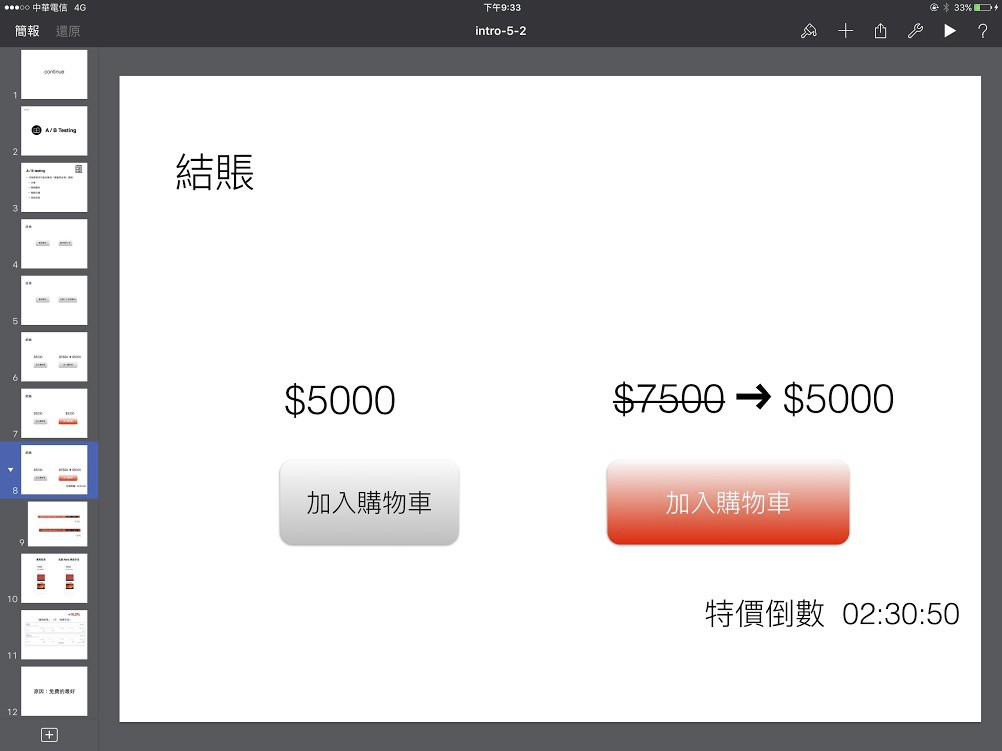 中華電信 4G
下午9:33
33%
簡報 還原
intro-5-2
continue
1
A / B Testing
2
A / B testing
3
4
5
6
7
8
9
10
11
原因：免費的最好
12
結賬
$5000
$7500 → $5000
加入購物車
加入購物車
特價倒數 02:30:50